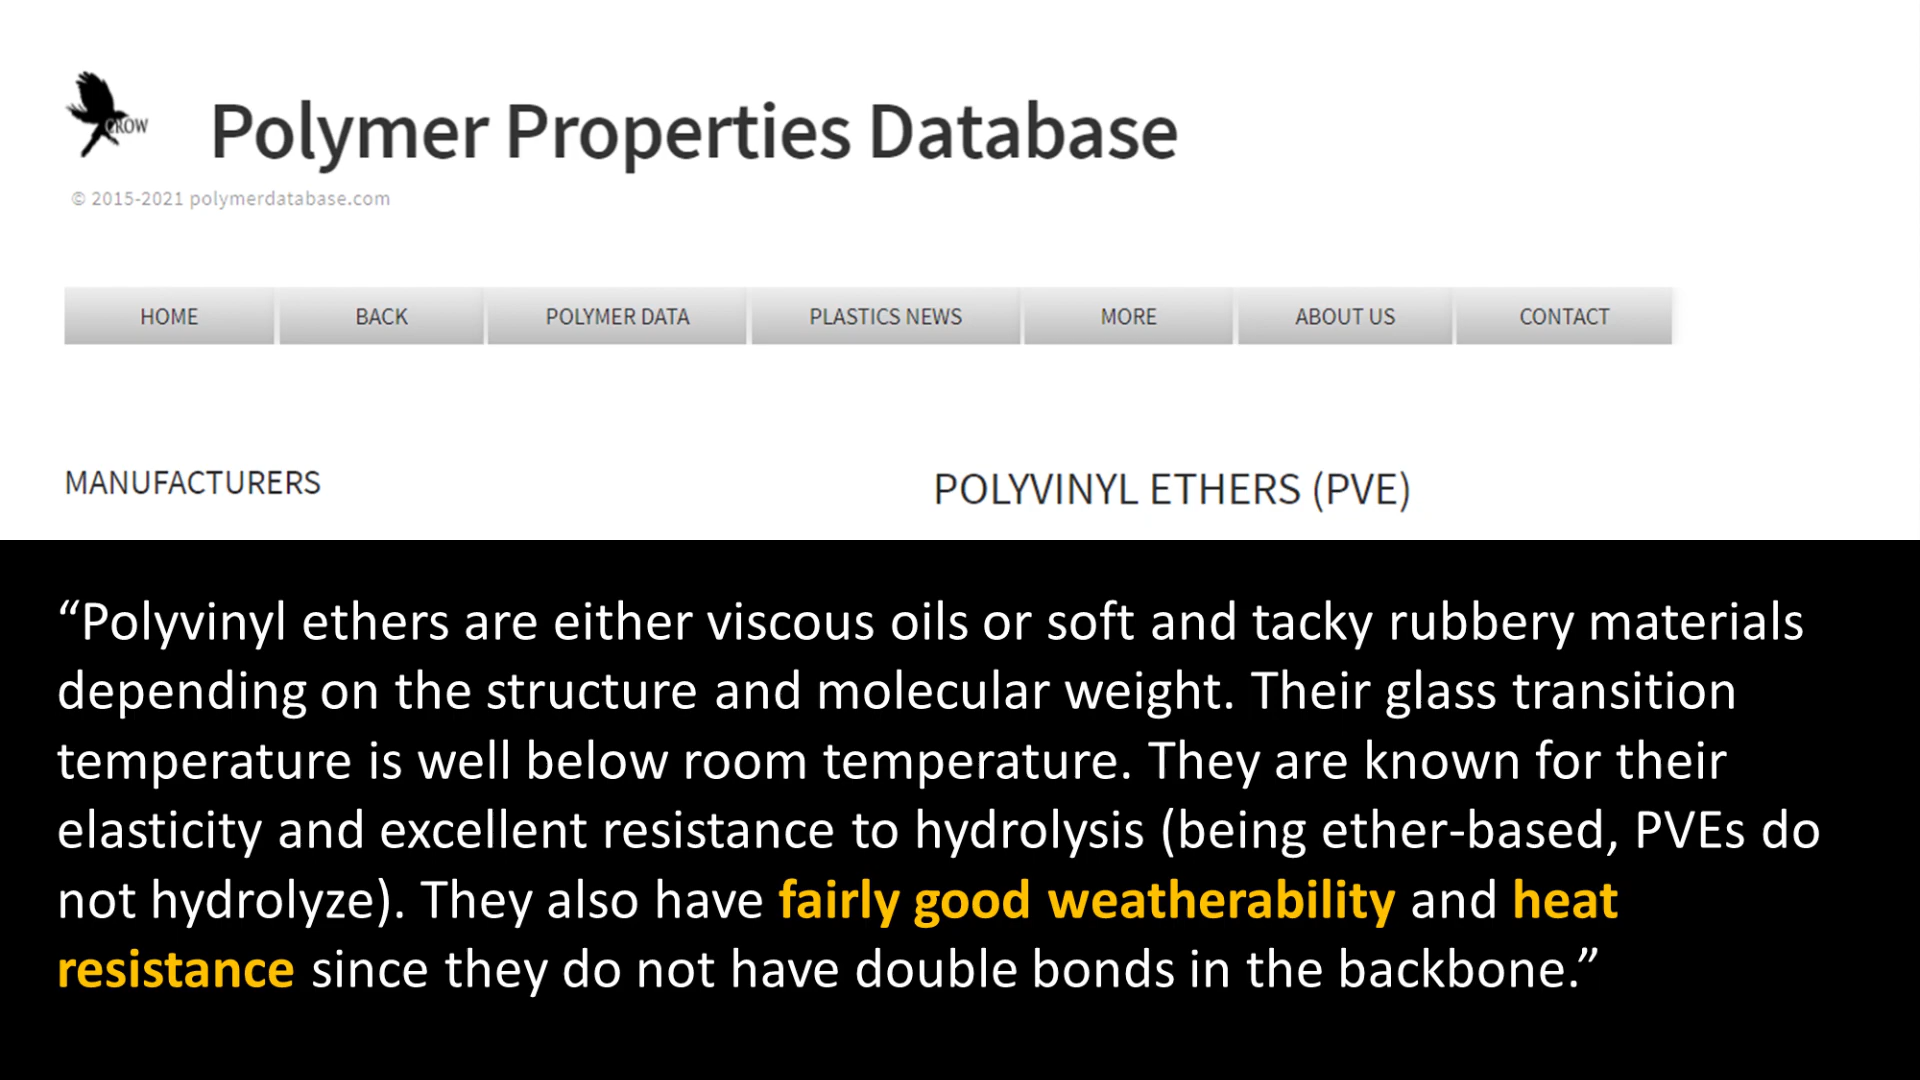 CROW
Polymer Properties Database
© 2015-2021 polymerdatabase.com
HOME BACK POLYMER DATA PLASTICS NEWS MORE ABOUT US CONTACT
MANUFACTURERS
POLYVINYL ETHERS (PVE)
“Polyvinyl ethers are either viscous oils or soft and tacky rubbery materials
depending on the structure and molecular weight. Their glass transition
temperature is well below room temperature. They are known for their
elasticity and excellent resistance to hydrolysis (being ether-based, PVEs do
not hydrolyze). They also have fairly good weatherability and heat
resistance since they do not have double bonds in the backbone.”